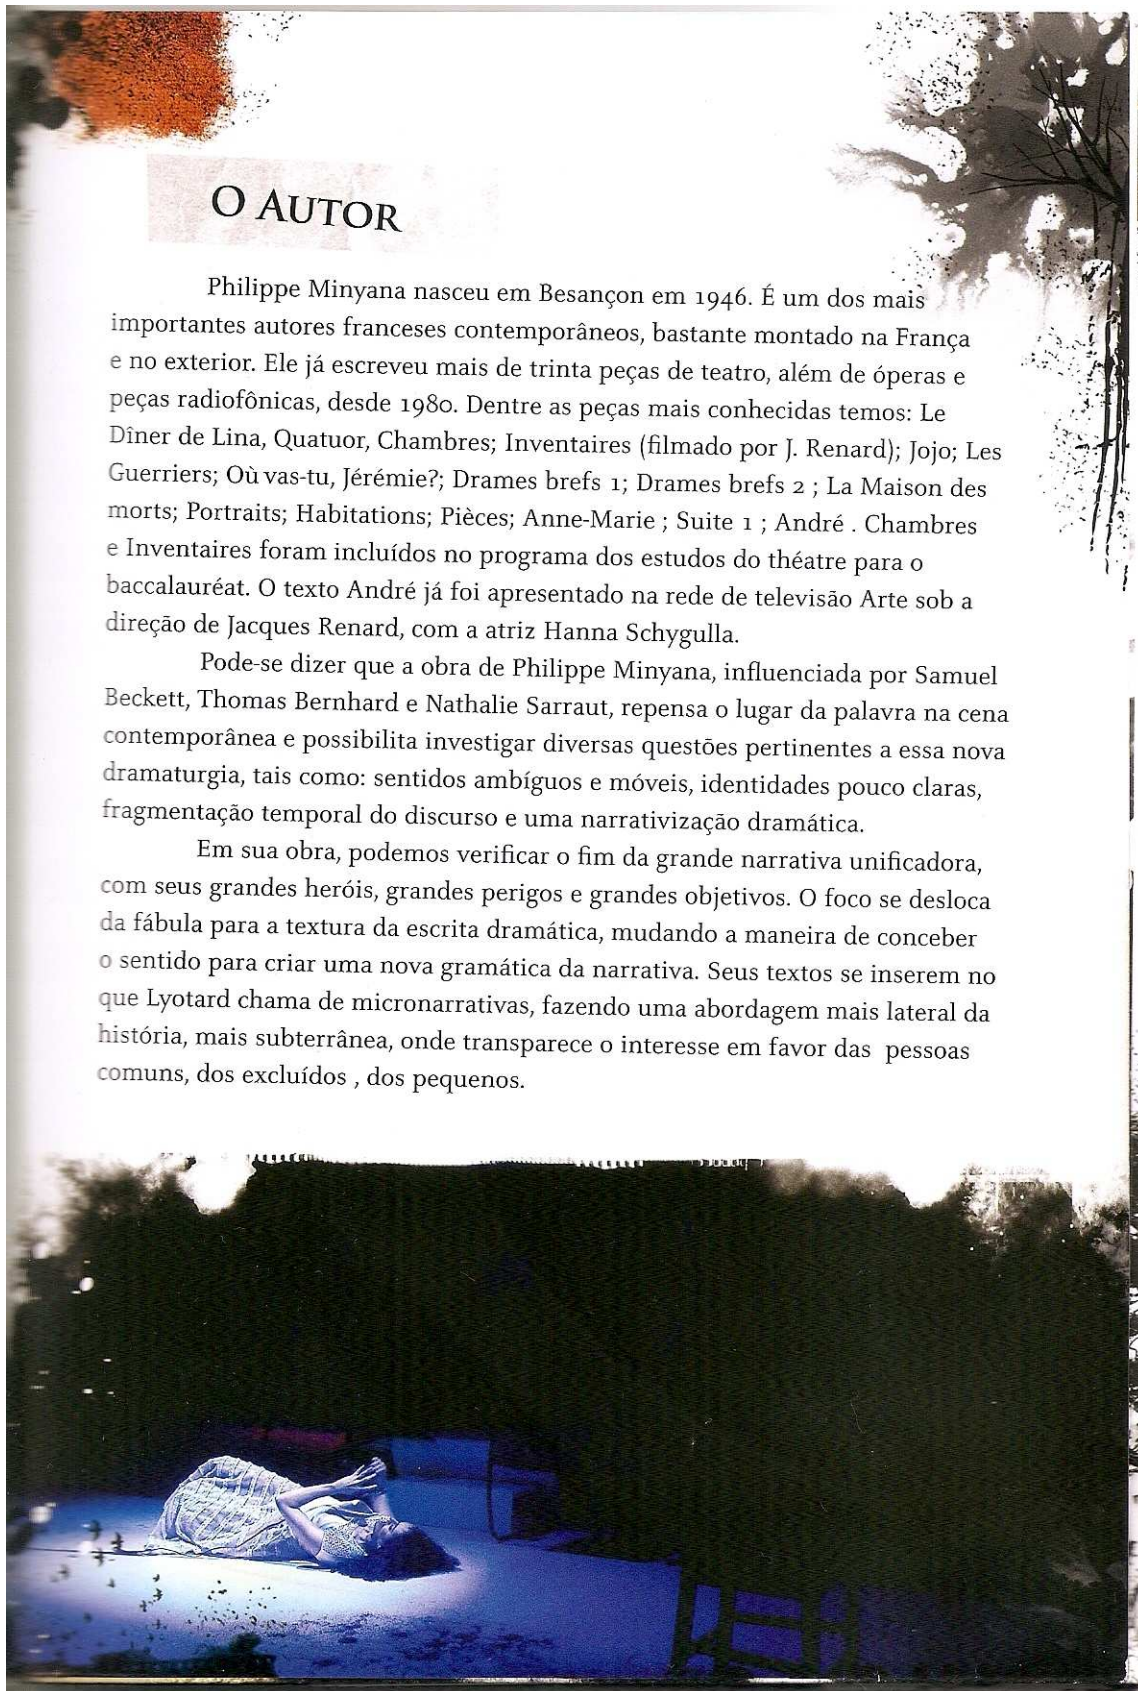 O AUTOR
Philippe Minyana nasceu em Besançon em 1946. É um dos mais
importantes autores franceses contemporâneos, bastante montado na França
e no exterior. Ele já escreveu mais de trinta peças de teatro, além de óperas e
peças radiofônicas, desde 1980. Dentre as peças mais conhecidas temos: Le
Dîner de Lina, Quatuor, Chambres; Inventaires (filmado por J. Renard); Jojo; Les
Guerriers; Où vas-tu, Jérémie?; Drames brefs 1; Drames brefs 2 ; La Maison des
morts; Portraits; Habitations; Pièces; Anne-Marie ; Suite 1 ; André . Chambres
e Inventaires foram incluídos no programa dos estudos do théatre para o
baccalauréat. O texto André já foi apresentado na rede de televisão Arte sob a
direção de Jacques Renard, com a atriz Hanna Schygulla.
Pode-se dizer que a obra de Philippe Minyana, influenciada por Samuel
Beckett, Thomas Bernhard e Nathalie Sarraut, repensa o lugar da palavra na cena
contemporânea e possibilita investigar diversas questões pertinentes a essa nova
dramaturgia, tais como: sentidos ambíguos e móveis, identidades pouco claras,
fragmentação temporal do discurso e uma narrativização dramática.
Em sua obra, podemos verificar o fim da grande narrativa unificadora,
com seus grandes heróis, grandes perigos e grandes objetivos. O foco se desloca
da fábula para a textura da escrita dramática, mudando a maneira de conceber
o sentido para criar uma nova gramática da narrativa. Seus textos se inserem no
que Lyotard chama de micronarrativas, fazendo uma abordagem mais lateral da
história, mais subterrânea, onde transparece o interesse em favor das pessoas
comuns, dos excluídos , dos pequenos.